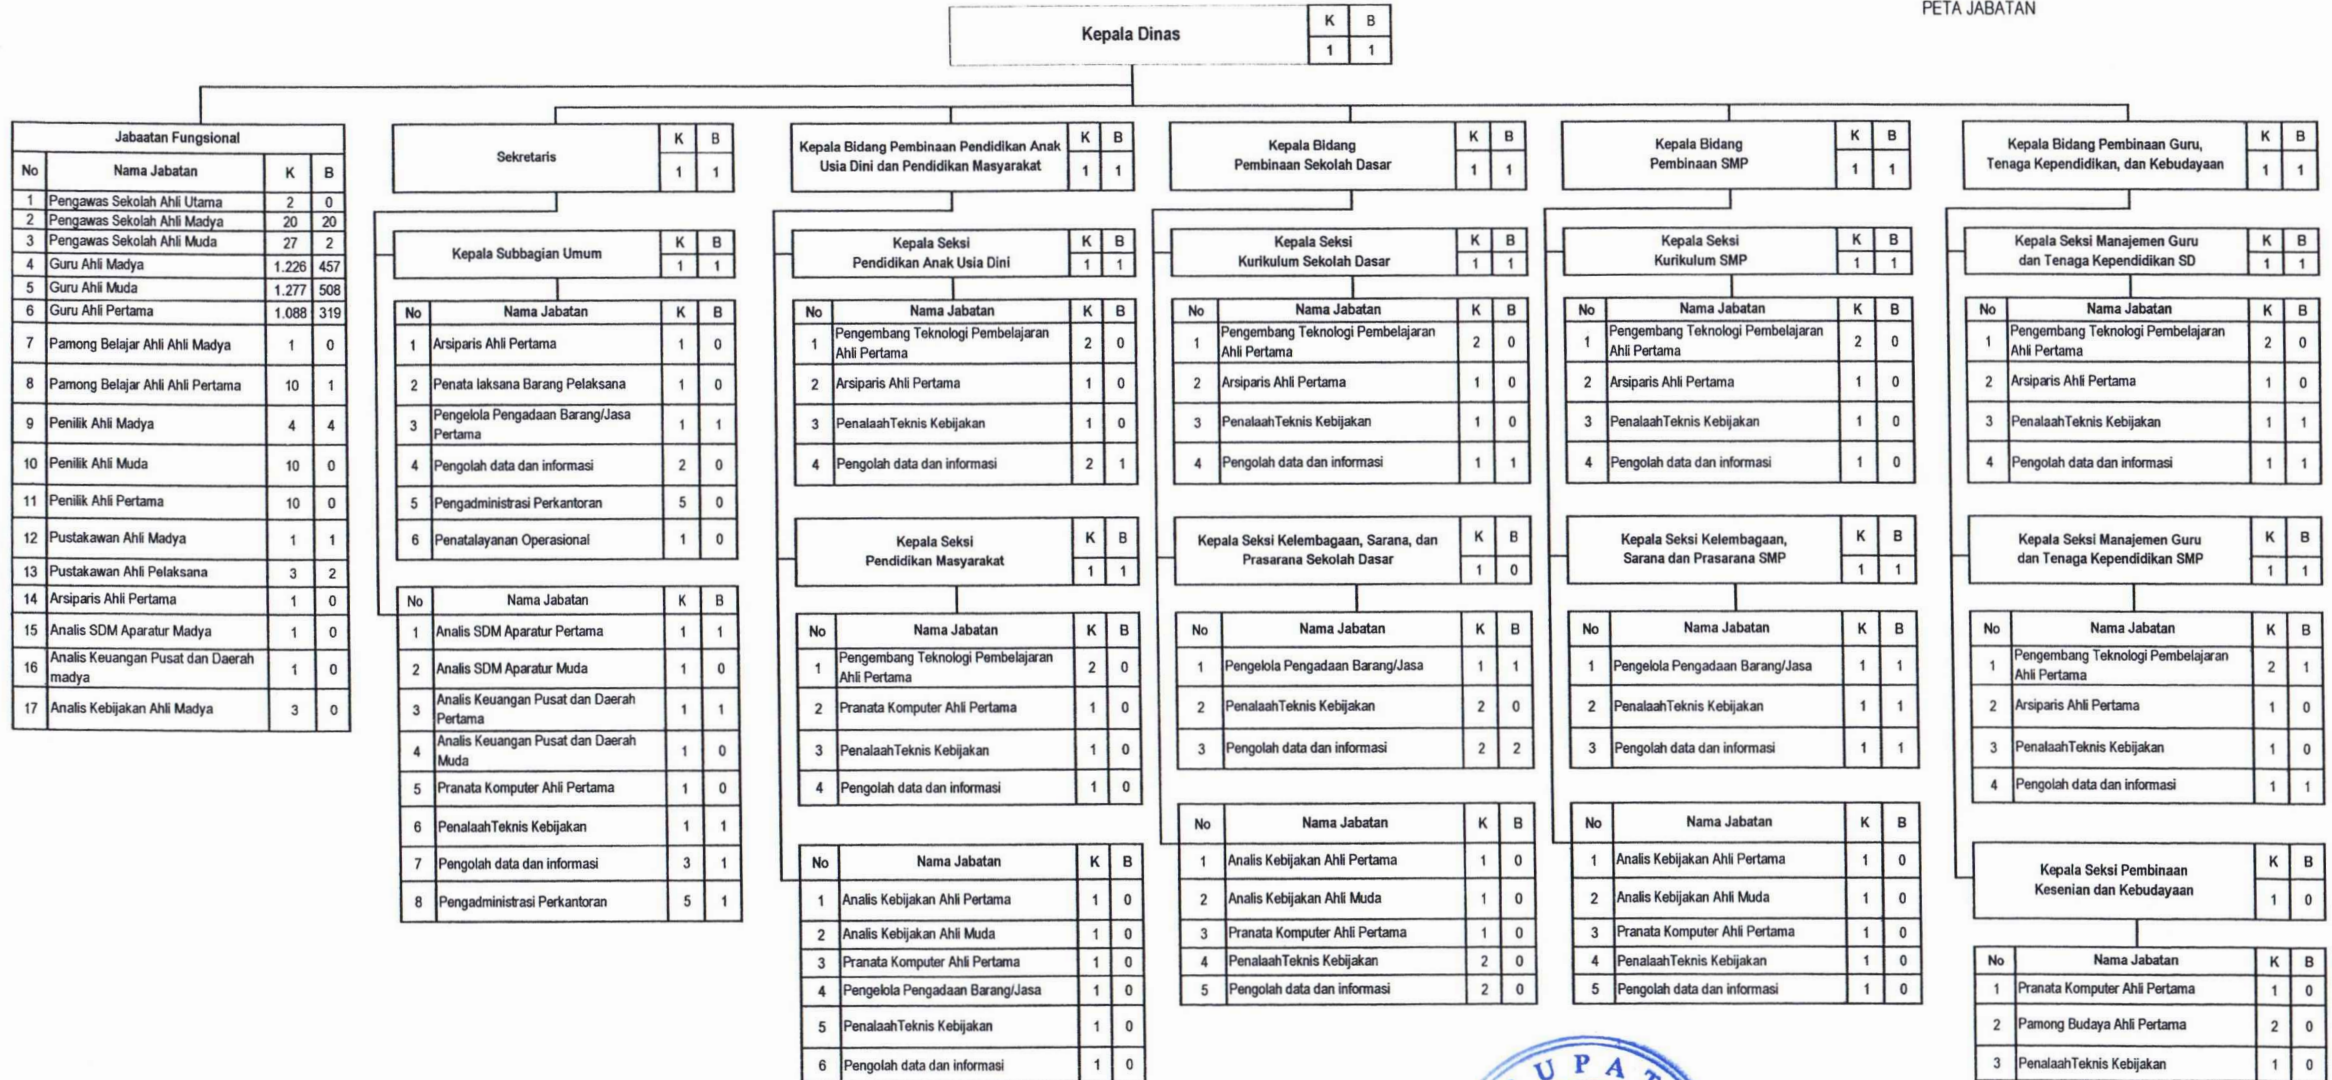 PETA JABATAN
Kepala Dinas K B
1 1
Jabaatan Fungsional
No Nama Jabatan K B
1 Pengawas Sekolah Ahli Utama 2 0
2 Pengawas Sekolah Ahli Madya 20 20
3 Pengawas Sekolah Ahli Muda 27 2
4 Guru Ahli Madya 1.226 457
5 Guru Ahli Muda 1.277 508
6 Guru Ahli Pertama 1.088 319
7 Pamong Belajar Ahli Ahli Madya 1 0
8 Pamong Belajar Ahli Ahli Pertama 10 1
9 Penilik Ahli Madya 4 4
10 Penilik Ahli Muda 10 0
11 Penilik Ahli Pertama 10 0
12 Pustakawan Ahli Madya 1 1
13 Pustakawan Ahli Pelaksana 3 2
14 Arsiparis Ahli Pertama 1 0
15 Analis SDM Aparatur Madya 1 0
16 Analis Keuangan Pusat dan Daerah
madya 1 0
17 Analis Kebijakan Ahli Madya 3 0
Sekretaris K B
1 1
Kepala Subbagian Umum K B
1 1
No Nama Jabatan K B
1 Arsiparis Ahli Pertama 1 0
2 Penata laksana Barang Pelaksana 1 0
3 Pengelola Pengadaan Barang/Jasa
Pertama 1 1
4 Pengolah data dan informasi 2 0
5 Pengadministrasi Perkantoran 5 0
6 Penatalayanan Operasional 1 0
No Nama Jabatan K B
1 Analis SDM Aparatur Pertama 1 1
2 Analis SDM Aparatur Muda 1 0
3 Analis Keuangan Pusat dan Daerah
Pertama 1 1
4 Analis Keuangan Pusat dan Daerah
Muda 1 0
5 Pranata Komputer Ahli Pertama 1 0
6 PenalaahTeknis Kebijakan 1 1
7 Pengolah data dan informasi 3 1
8 Pengadministrasi Perkantoran 5 1
Kepala Bidang Pembinaan Pendidikan Anak K B
Usia Dini dan Pendidikan Masyarakat 1 1
Kepala Seksi K B
Pendidikan Anak Usia Dini 1 1
No Nama Jabatan K B
1 Pengembang Teknologi Pembelajaran
Ahli Pertama 2 0
2 Arsiparis Ahli Pertama 1 0
3 PenalaahTeknis Kebijakan 1 0
4 Pengolah data dan informasi 2 1
Kepala Seksi K B
Pendidikan Masyarakat 1 1
No Nama Jabatan K B
1 Pengembang Teknologi Pembelajaran
Ahli Pertama 2 0
2 Pranata Komputer Ahli Pertama 1 0
3 PenalaahTeknis Kebijakan 1 0
4 Pengolah data dan informasi 1 0
No Nama Jabatan K B
1 Analis Kebijakan Ahli Pertama 1 0
2 Analis Kebijakan Ahli Muda 1 0
3 Pranata Komputer Ahli Pertama 1 0
4 Pengelola Pengadaan Barang/Jasa 1 0
5 PenalaahTeknis Kebijakan 1 0
6 Pengolah data dan informasi 1 0
Kepala Bidang K B
Pembinaan Sekolah Dasar 1 1
Kepala Seksi K B
Kurikulum Sekolah Dasar 1 1
No Nama Jabatan K B
1 Pengembang Teknologi Pembelajaran
Ahli Pertama 2 0
2 Arsiparis Ahli Pertama 1 0
3 PenalaahTeknis Kebijakan 1 0
4 Pengolah data dan informasi 1 1
Kepala Seksi Kelembagaan, Sarana, dan K B
Prasarana Sekolah Dasar 1 0
No Nama Jabatan K B
1 Pengelola Pengadaan Barang/Jasa 1 1
2 PenalaahTeknis Kebijakan 2 0
3 Pengolah data dan informasi 2 2
No Nama Jabatan K B
1 Analis Kebijakan Ahli Pertama 1 0
2 Analis Kebijakan Ahli Muda 1 0
3 Pranata Komputer Ahli Pertama 1 0
4 PenalaahTeknis Kebijakan 2 0
5 Pengolah data dan informasi 2 0
Kepala Bidang K B
Pembinaan SMP 1 1
Kepala Seksi K B
Kurikulum SMP 1 1
No Nama Jabatan K B
1 Pengembang Teknologi Pembelajaran
Ahli Pertama 2 0
2 Arsiparis Ahli Pertama 1 0
3 PenalaahTeknis Kebijakan 1 0
4 Pengolah data dan informasi 1 0
Kepala Seksi Kelembagaan, K B
Sarana dan Prasarana SMP 1 1
No Nama Jabatan K B
1 Pengelola Pengadaan Barang/Jasa 1 1
2 PenalaahTeknis Kebijakan 1 1
3 Pengolah data dan informasi 1 1
No Nama Jabatan K B
1 Analis Kebijakan Ahli Pertama 1 0
2 Analis Kebijakan Ahli Muda 1 0
3 Pranata Komputer Ahli Pertama 1 0
4 PenalaahTeknis Kebijakan 1 0
5 Pengolah data dan informasi 1 0
Kepala Bidang Pembinaan Guru, K B
Tenaga Kependidikan, dan Kebudayaan 1 1
Kepala Seksi Manajemen Guru K B
dan Tenaga Kependidikan SD 1 1
No Nama Jabatan K B
1 Pengembang Teknologi Pembelajaran
Ahli Pertama 2 0
2 Arsiparis Ahli Pertama 1 0
3 PenalaahTeknis Kebijakan 1 1
4 Pengolah data dan informasi 1 1
Kepala Seksi Manajemen Guru K B
dan Tenaga Kependidikan SMP 1 1
No Nama Jabatan K B
1 Pengembang Teknologi Pembelajaran
Ahli Pertama 2 1
2 Arsiparis Ahli Pertama 1 0
3 PenalaahTeknis Kebijakan 1 0
4 Pengolah data dan informasi 1 1
Kepala Seksi Pembinaan K B
Kesenian dan Kebudayaan 1 0
No Nama Jabatan K B
1 Pranata Komputer Ahli Pertama 1 0
2 Pamong Budaya Ahli Pertama 2 0
3 PenalaahTeknis Kebijakan 1 0
UPAT